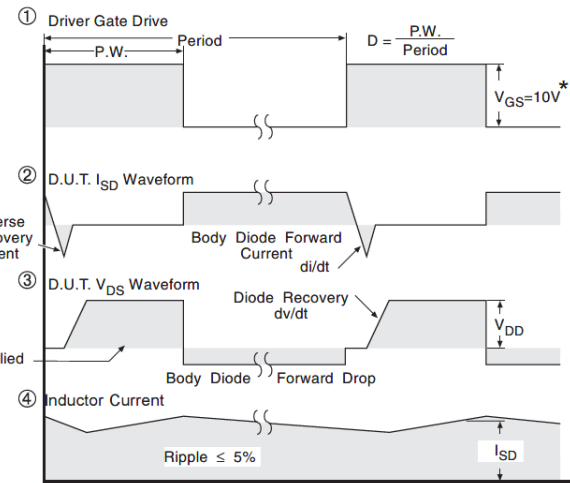 ① Driver Gate Drive
P.W.
Period
D = P.W.
Period
VGS=10V*
② D.U.T. ISD Waveform
Body Diode Forward
Current
di/dt
③ D.U.T. VDS Waveform
Diode Recovery
dv/dt
VDD
Body Diode Forward Drop
④ Inductor Current
Ripple ≤ 5%
ISD